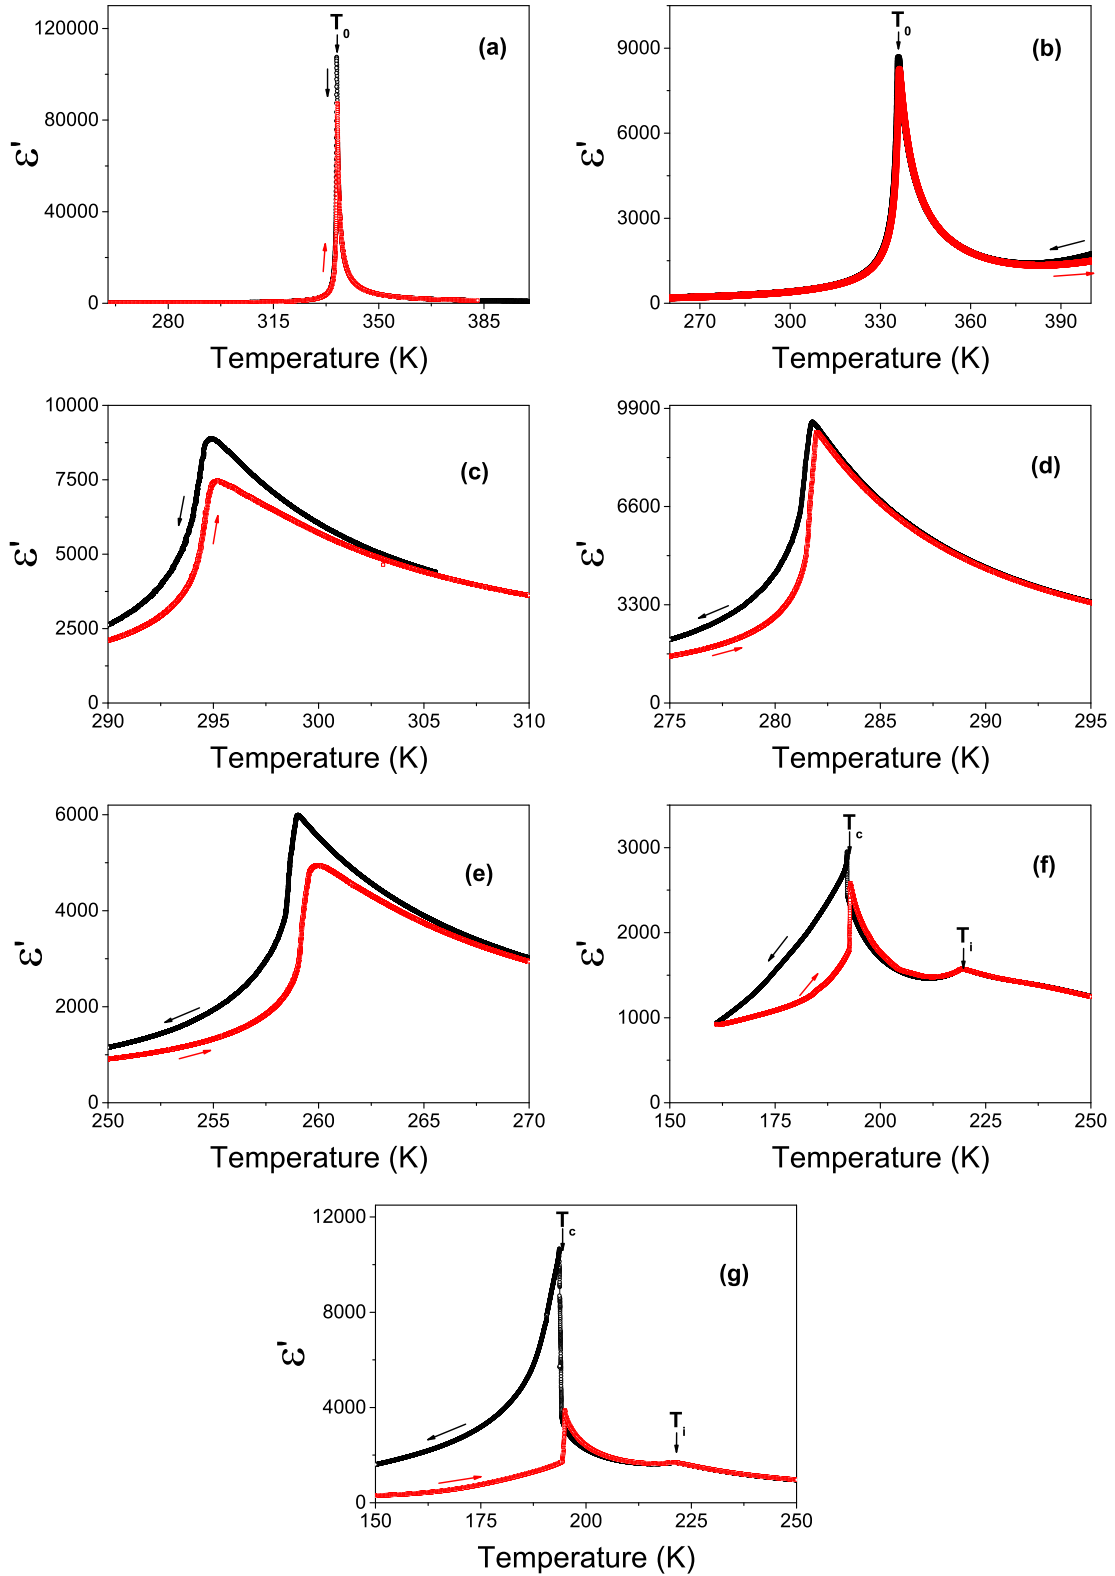 T0
(a)
120000
80000
40000
0
280 315 350 385
ε'
Temperature (K)
T0
(b)
9000
6000
3000
0
270 300 330 360 390
ε'
Temperature (K)
(c)
10000
7500
5000
2500
0
290 295 300 305 310
ε'
Temperature (K)
(d)
9900
6600
3300
0
275 280 285 290 295
ε'
Temperature (K)
(e)
6000
4000
2000
0
250 255 260 265 270
ε'
Temperature (K)
Tc
(f)
Ti
3000
2000
1000
0
150 175 200 225 250
ε'
Temperature (K)
Tc
(g)
Ti
12000
8000
4000
0
150 175 200 225 250
ε'
Temperature (K)